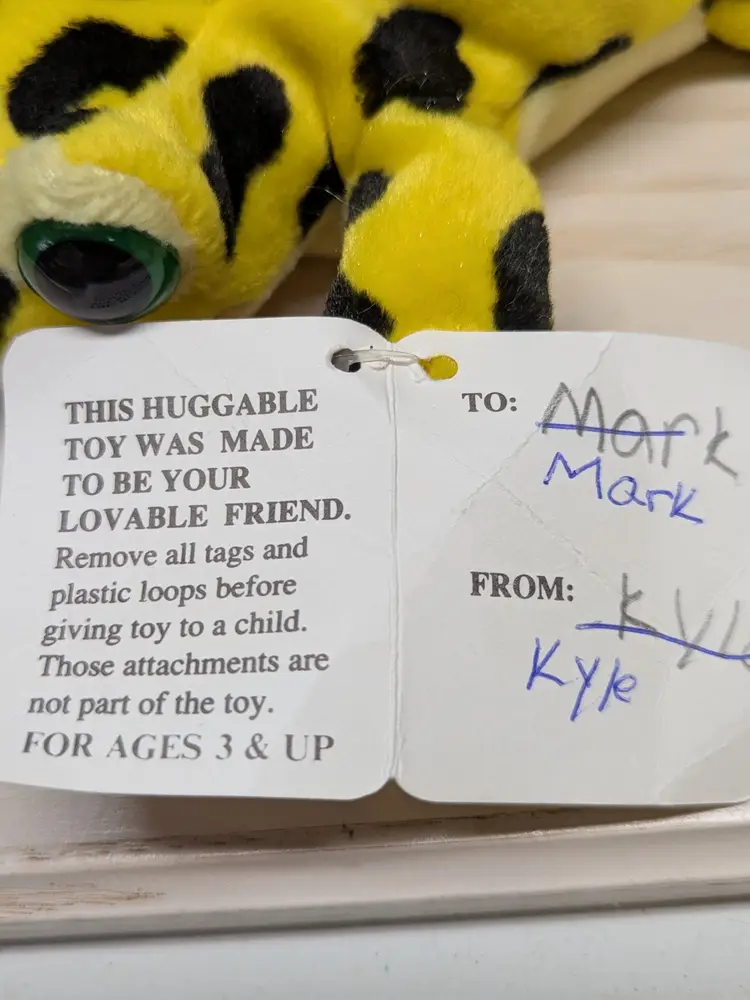 THIS HUGGABLE
TOY WAS MADE
TO BE YOUR
LOVABLE FRIEND.
Remove all tags and
plastic loops before
giving toy to a child.
Those attachments are
not part of the toy.
FOR AGES 3 & UP
TO: Mark
Mark
FROM: Kyle
Kyle